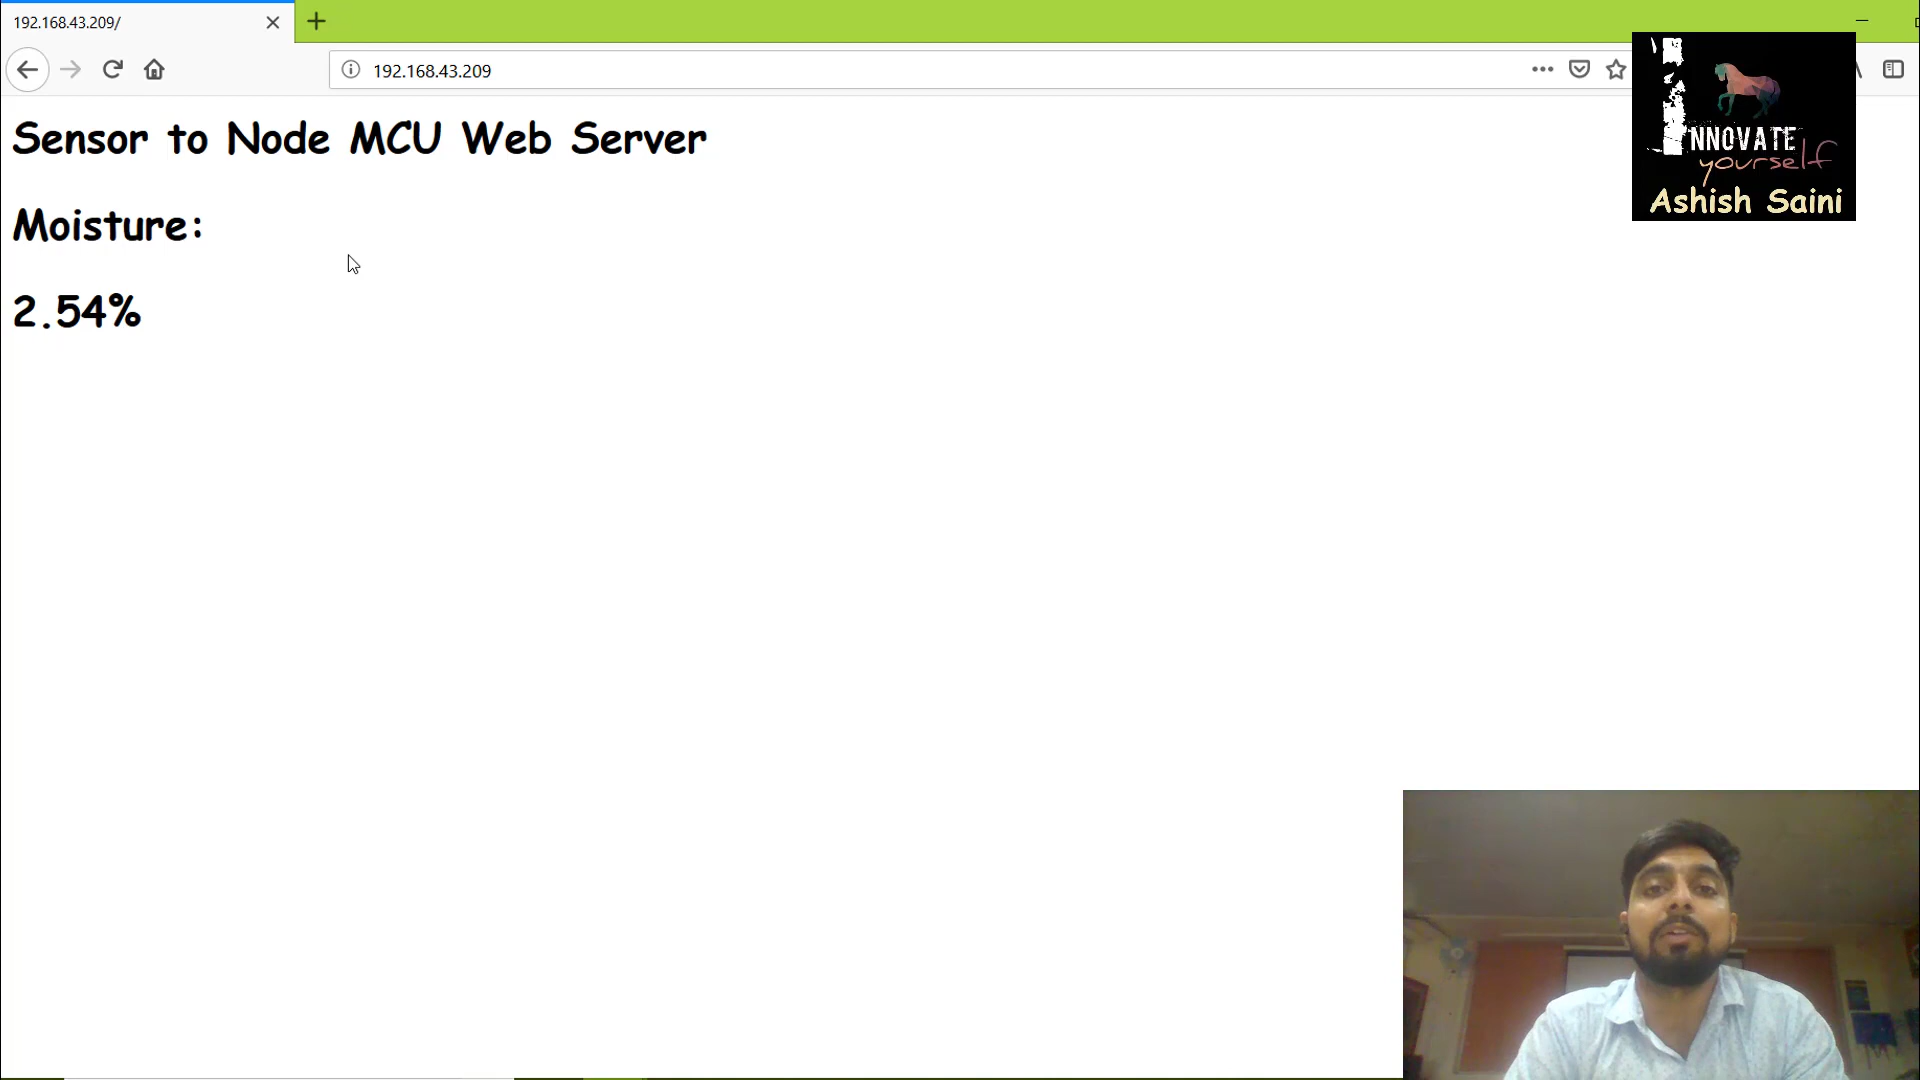 192.168.43.209/
192.168.43.209
Sensor to Node MCU Web Server
Moisture:
2.54%
INNOVATE
yourself
Ashish Saini